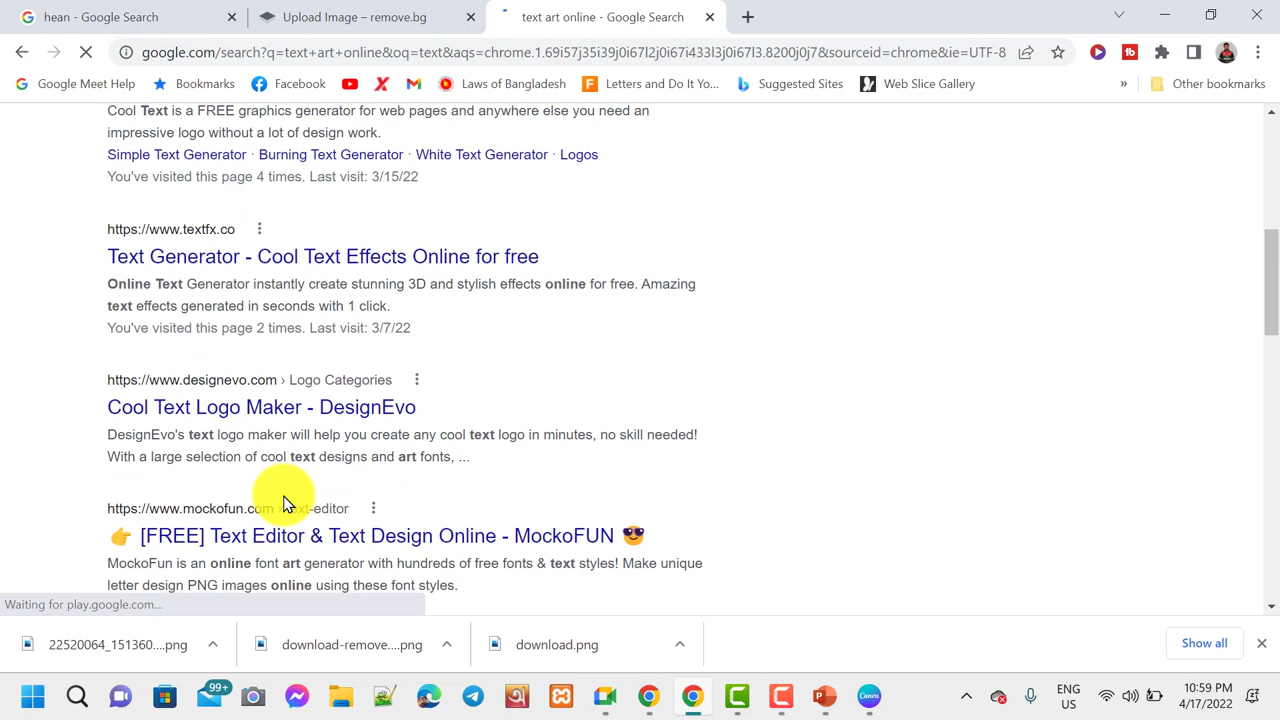 hean - Google Search
Upload Image – remove.bg
text art online - Google Search
google.com/search?q=text+art+online&oq=text&aqs=chrome.1.69i57j35i39j0i67l2j0i67i433l3j0i67l3.8200j0j7&sourceid=chrome&ie=UTF-8
Google Meet Help
Bookmarks
Facebook
Laws of Bangladesh
Letters and Do It Yo...
Suggested Sites
Web Slice Gallery
»
Other bookmarks
Cool Text is a FREE graphics generator for web pages and anywhere else you need an
impressive logo without a lot of design work.
Simple Text Generator · Burning Text Generator · White Text Generator · Logos
You've visited this page 4 times. Last visit: 3/15/22
https://www.textfx.co
Text Generator - Cool Text Effects Online for free
Online Text Generator instantly create stunning 3D and stylish effects online for free. Amazing
text effects generated in seconds with 1 click.
You've visited this page 2 times. Last visit: 3/7/22
https://www.designevo.com › Logo Categories
Cool Text Logo Maker - DesignEvo
DesignEvo's text logo maker will help you create any cool text logo in minutes, no skill needed!
With a large selection of cool text designs and art fonts, ...
https://www.mockofun.com › text-editor
👉 [FREE] Text Editor & Text Design Online - MockoFUN 😎
MockoFun is an online font art generator with hundreds of free fonts & text styles! Make unique
letter design PNG images online using these font styles.
Waiting for play.google.com...
22520064_151360....png
download-remove....png
download.png
Show all
99+
ENG
US
10:59 PM
4/17/2022